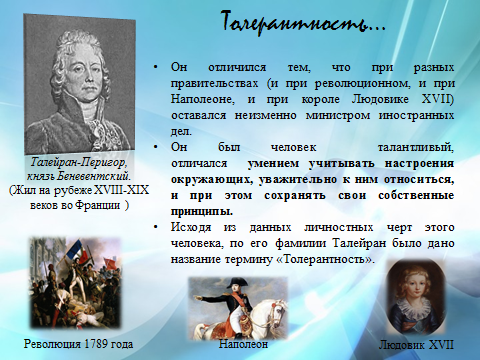 Толерантность...
Талейран-Перигор,
князь Беневентский.
(Жил на рубеже XVIII-XIX
веков во Франции )
• Он отличился тем, что при разных
правительствах (и при революционном, и при
Наполеоне, и при короле Людовике XVII)
оставался неизменно министром иностранных
дел.
• Он был человек талантливый,
отличался умением учитывать настроения
окружающих, уважительно к ним относиться,
и при этом сохранять свои собственные
принципы.
• Исходя из данных личностных черт этого
человека, по его фамилии Талейран было дано
название термину «Толерантность».
Революция 1789 года
Наполеон
Людовик XVII